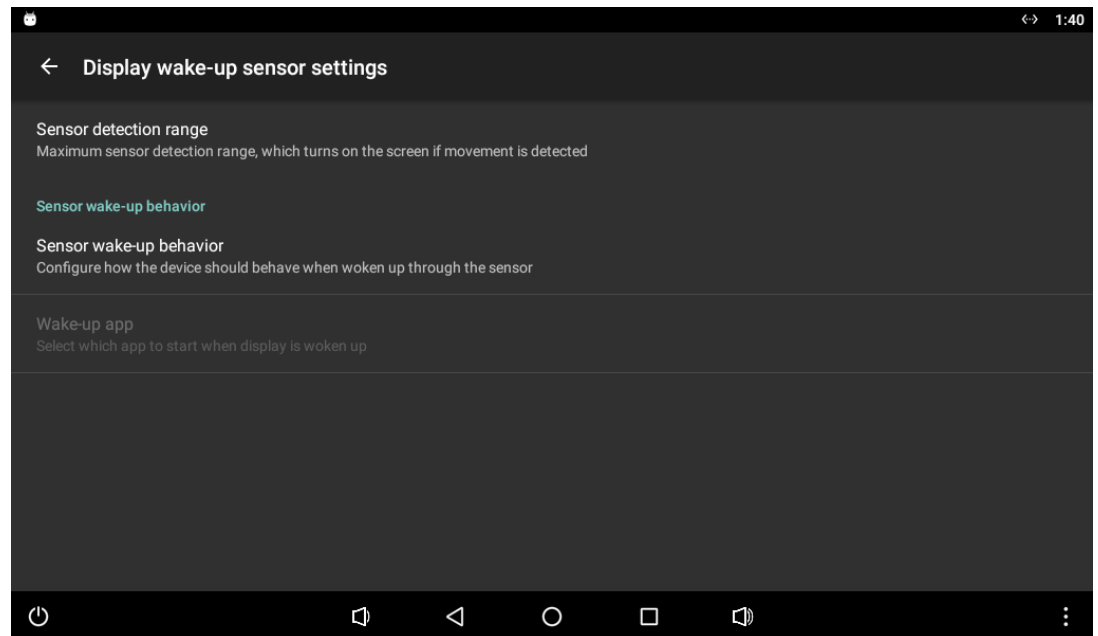 1:40
Display wake-up sensor settings
Sensor detection range
Maximum sensor detection range, which turns on the screen if movement is detected
Sensor wake-up behavior
Sensor wake-up behavior
Configure how the device should behave when woken up through the sensor
Wake-up app
Select which app to start when display is woken up